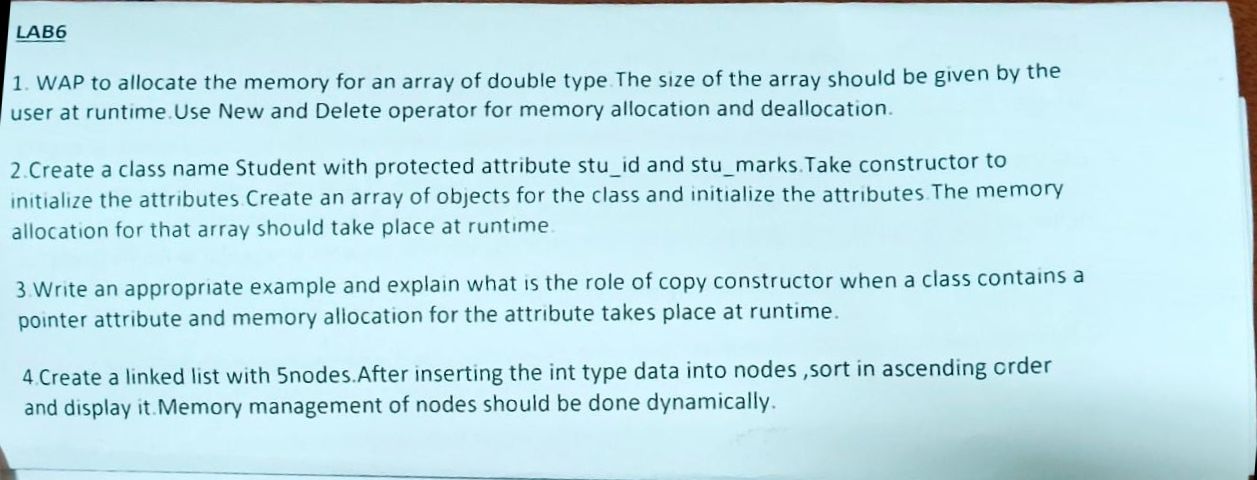 LAB6
1. WAP to allocate the memory for an array of double type.The size of the array should be given by the
user at runtime.Use New and Delete operator for memory allocation and deallocation.
2.Create a class name Student with protected attribute stu_id and stu_marks.Take constructor to
initialize the attributes.Create an array of objects for the class and initialize the attributes.The memory
allocation for that array should take place at runtime.
3.Write an appropriate example and explain what is the role of copy constructor when a class contains a
pointer attribute and memory allocation for the attribute takes place at runtime.
4.Create a linked list with 5nodes.After inserting the int type data into nodes ,sort in ascending order
and display it.Memory management of nodes should be done dynamically.